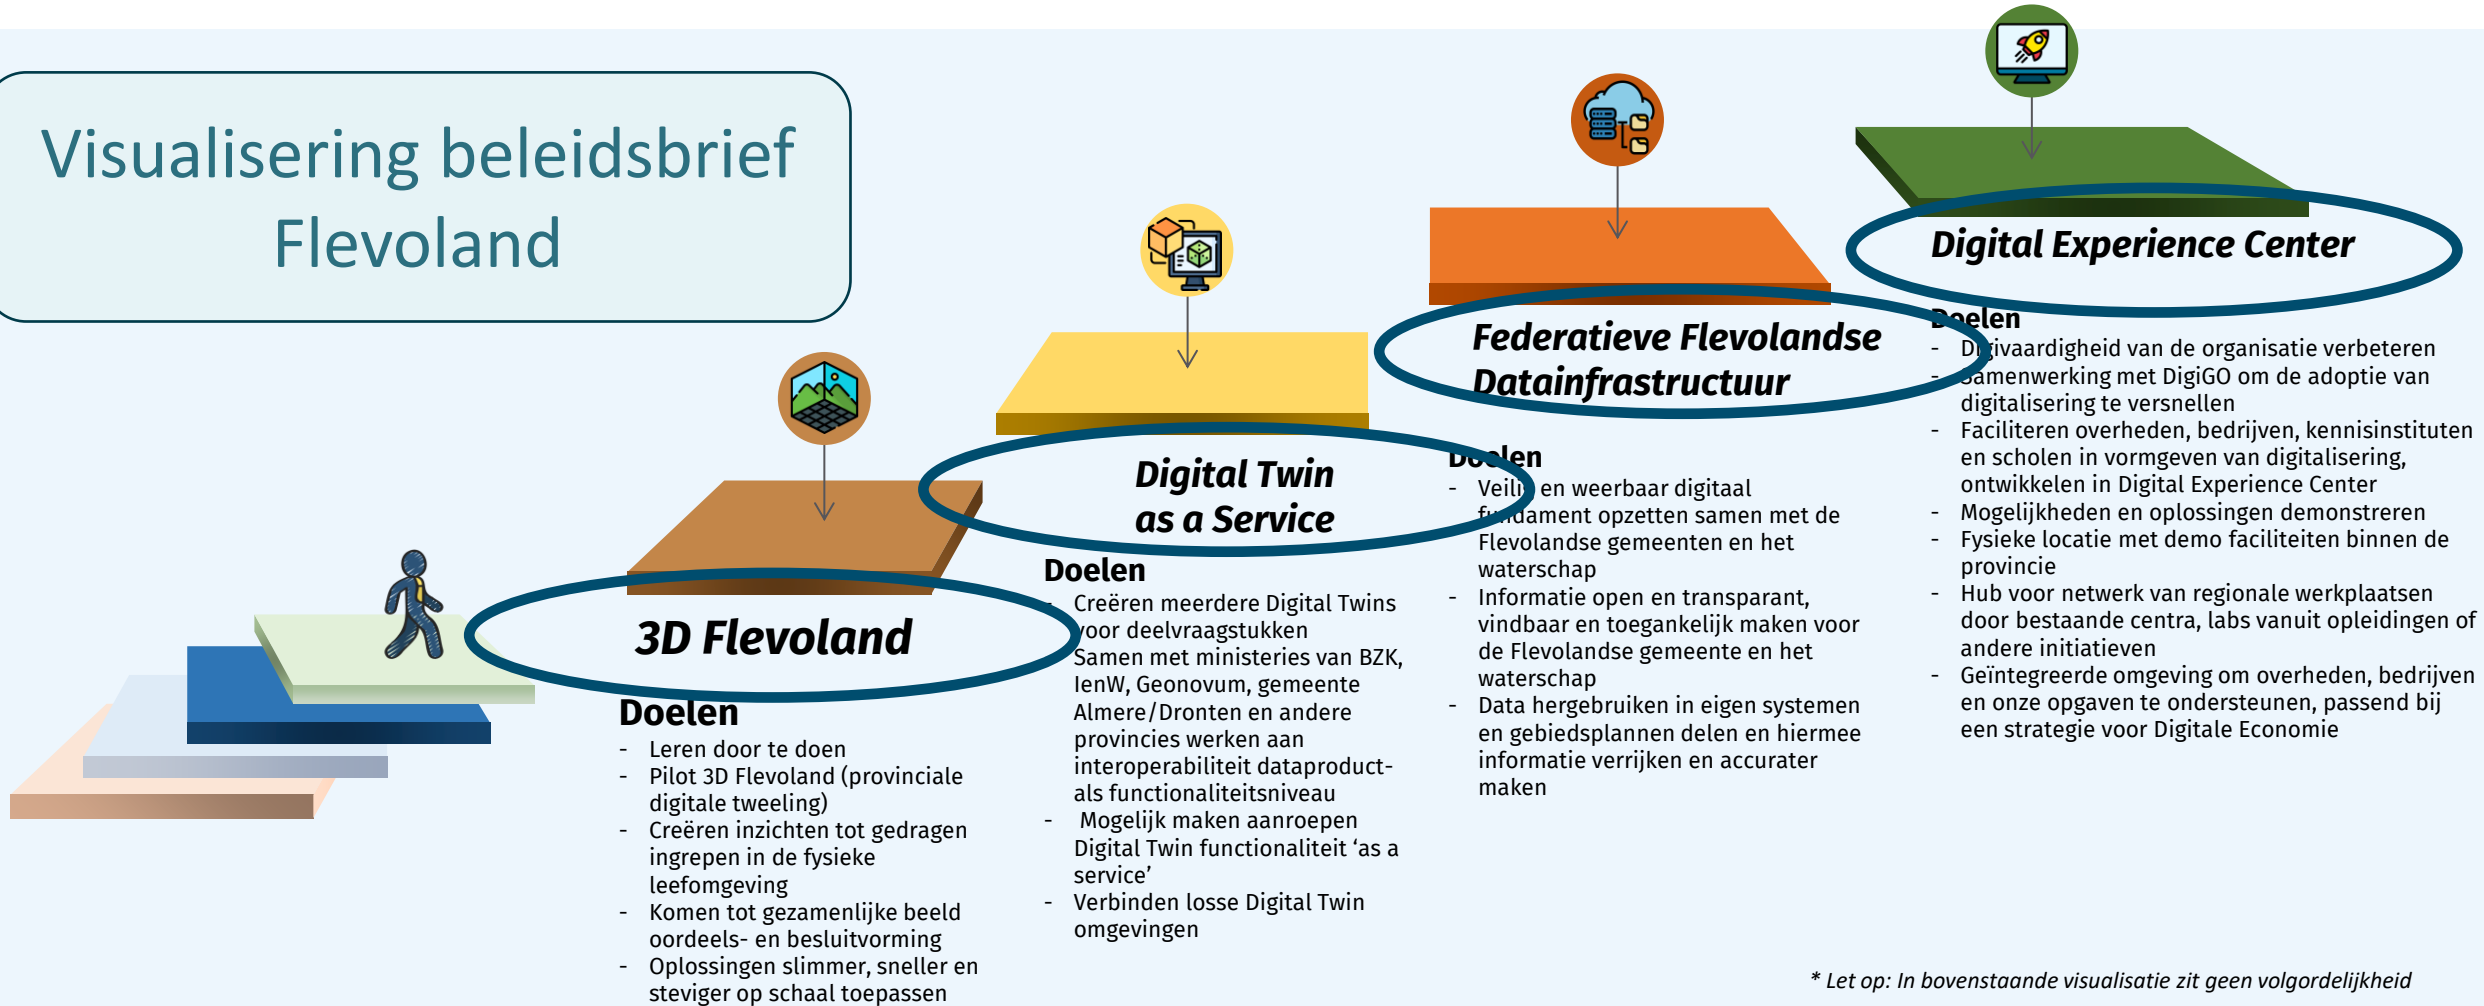 Visualisering beleidsbrief
Flevoland
3D Flevoland
Doelen
- Leren door te doen
- Pilot 3D Flevoland (provinciale
digitale tweeling)
- Creëren inzichten tot gedragen
ingrepen in de fysieke
leefomgeving
- Komen tot gezamenlijke beeld
oordeels- en besluitvorming
- Oplossingen slimmer, sneller en
steviger op schaal toepassen
Digital Twin
as a Service
Doelen
- Creëren meerdere Digital Twins
voor deelvraagstukken
Samen met ministeries van BZK,
IenW, Geonovum, gemeente
Almere/Dronten en andere
provincies werken aan
interoperabiliteit dataproduct-
als functionaliteitsniveau
- Mogelijk maken aanroepen
Digital Twin functionaliteit ‘as a
service’
- Verbinden losse Digital Twin
omgevingen
Federatieve Flevolandse
Datainfrastructuur
Doelen
- Veilig en weerbaar digitaal
fundament opzetten samen met de
Flevolandse gemeenten en het
waterschap
- Informatie open en transparant,
vindbaar en toegankelijk maken voor
de Flevolandse gemeente en het
waterschap
- Data hergebruiken in eigen systemen
en gebiedsplannen delen en hiermee
informatie verrijken en accurater
maken
Digital Experience Center
Doelen
- Digivaardigheid van de organisatie verbeteren
- Samenwerking met DigiGO om de adoptie van
digitalisering te versnellen
- Faciliteren overheden, bedrijven, kennisinstituten
en scholen in vormgeven van digitalisering,
ontwikkelen in Digital Experience Center
- Mogelijkheden en oplossingen demonstreren
- Fysieke locatie met demo faciliteiten binnen de
provincie
- Hub voor netwerk van regionale werkplaatsen
door bestaande centra, labs vanuit opleidingen of
andere initiatieven
- Geïntegreerde omgeving om overheden, bedrijven
en onze opgaven te ondersteunen, passend bij
een strategie voor Digitale Economie
* Let op: In bovenstaande visualisatie zit geen volgordelijkheid